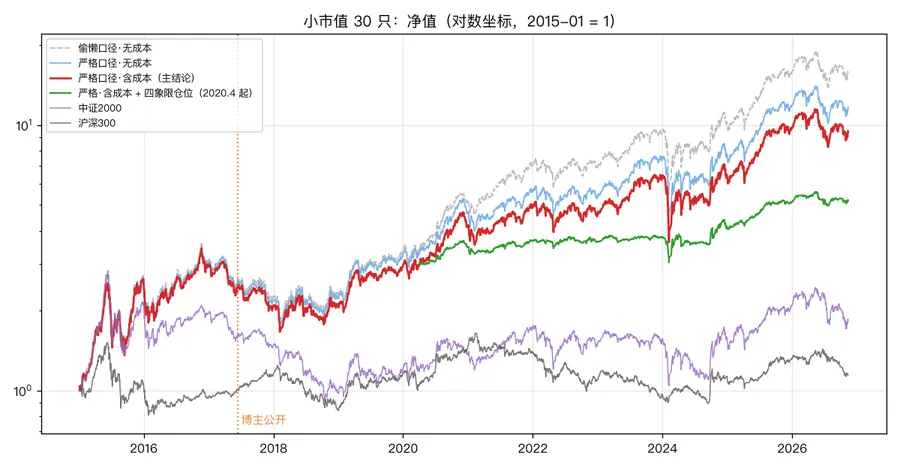 小市值 30 只：净值（对数坐标，2015-01 = 1）
偷懒口径·无成本
严格口径·无成本
严格口径·含成本（主结论）
严格·含成本 + 四象限仓位（2020.4 起）
中证2000
沪深300
10¹
10⁰
博主公开
2016 2018 2020 2022 2024 2026